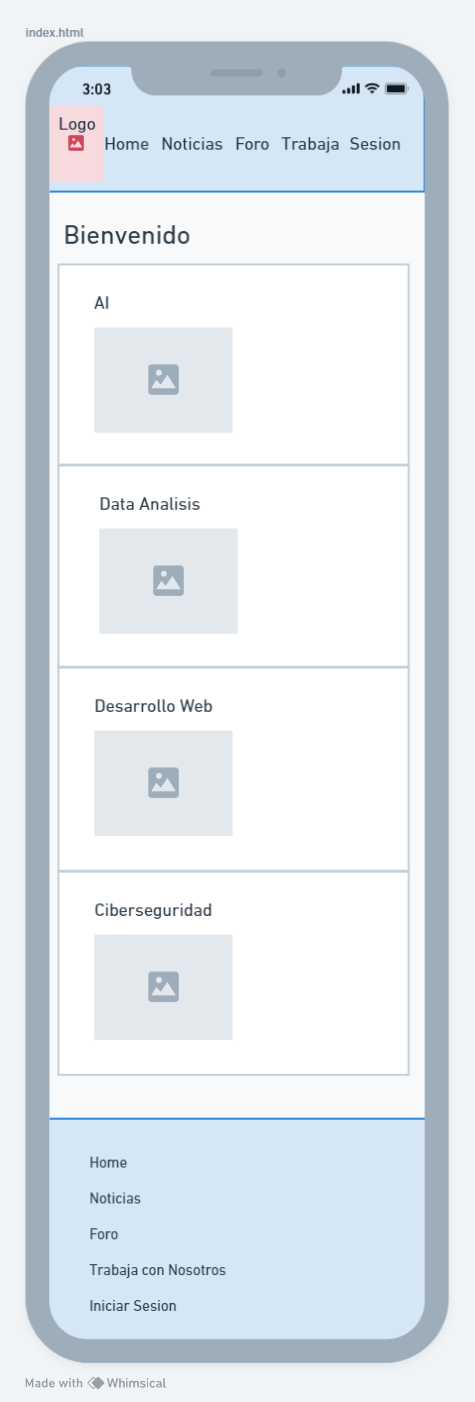 index.html
3:03
Logo
Home Noticias Foro Trabaja Sesion
Bienvenido
AI
Data Analisis
Desarrollo Web
Ciberseguridad
Home
Noticias
Foro
Trabaja con Nosotros
Iniciar Sesion
Made with Whimsical